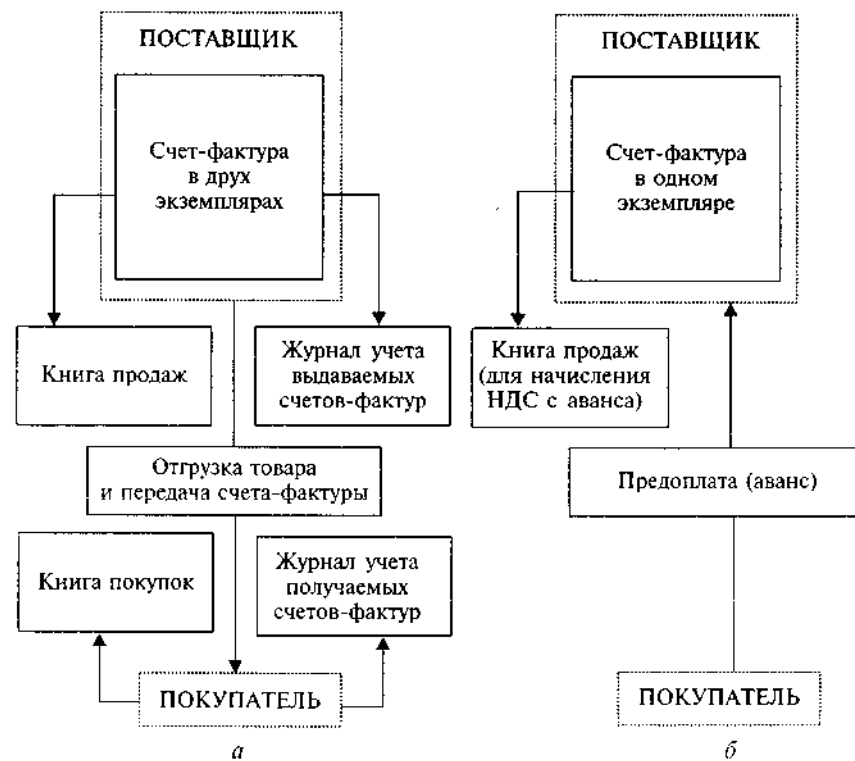 ПОСТАВЩИК
Счет-фактура
в друх
экземплярах
Книга продаж
Журнал учета
выдаваемых
счетов-фактур
Отгрузка товара
и передача счета-фактуры
Книга покупок
Журнал учета
получаемых
счетов-фактур
ПОКУПАТЕЛЬ
а
ПОСТАВЩИК
Счет-фактура
в одном
экземпляре
Книга продаж
(для начисления
НДС с аванса)
Предоплата (аванс)
ПОКУПАТЕЛЬ
б